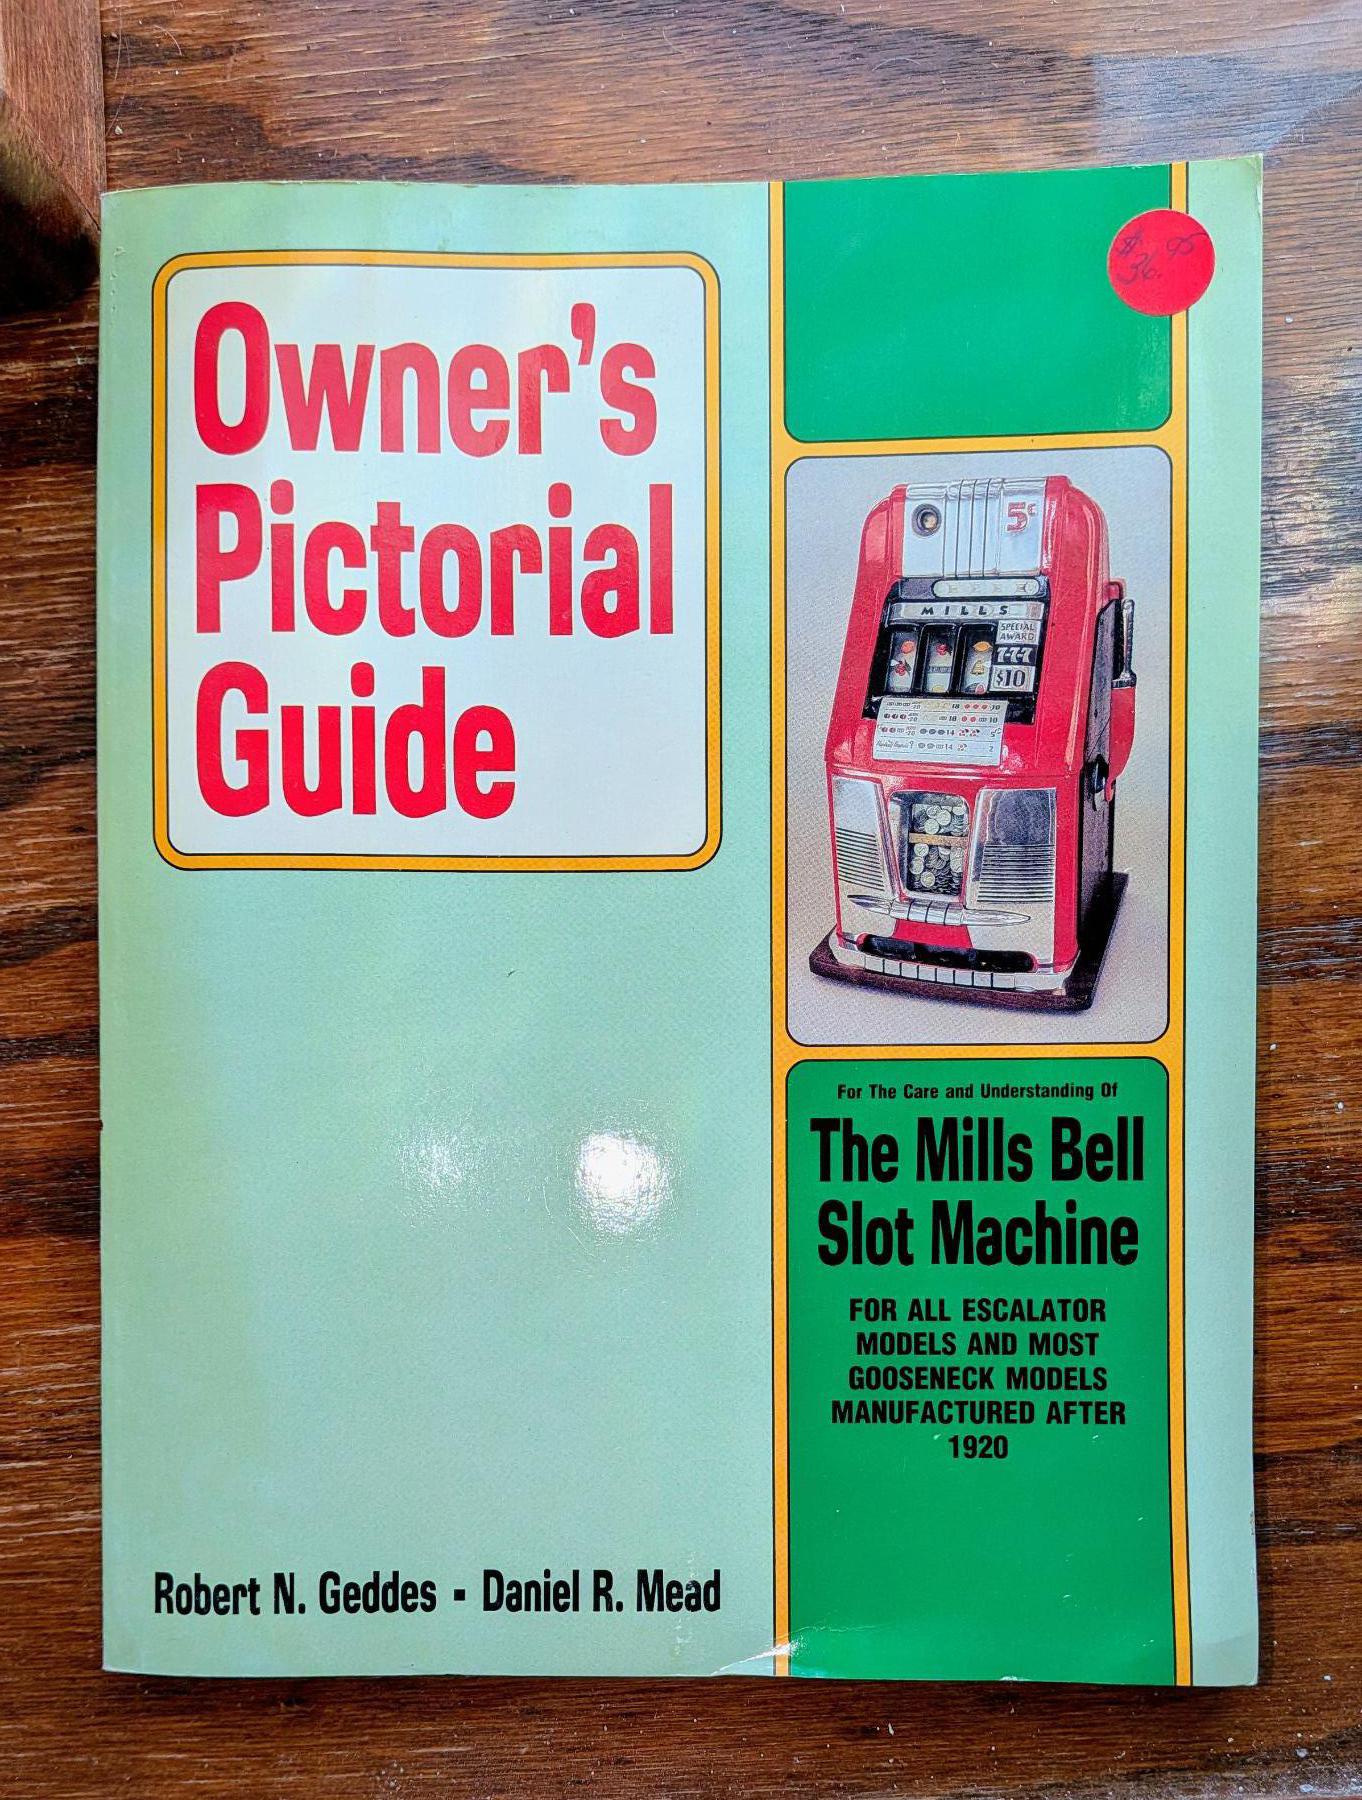 Owner's
Pictorial
Guide
5¢
MILLS
SPECIAL
AWARD
7-7-7
$10
For The Care and Understanding Of
The Mills Bell
Slot Machine
FOR ALL ESCALATOR
MODELS AND MOST
GOOSENECK MODELS
MANUFACTURED AFTER
1920
Robert N. Geddes ▪ Daniel R. Mead